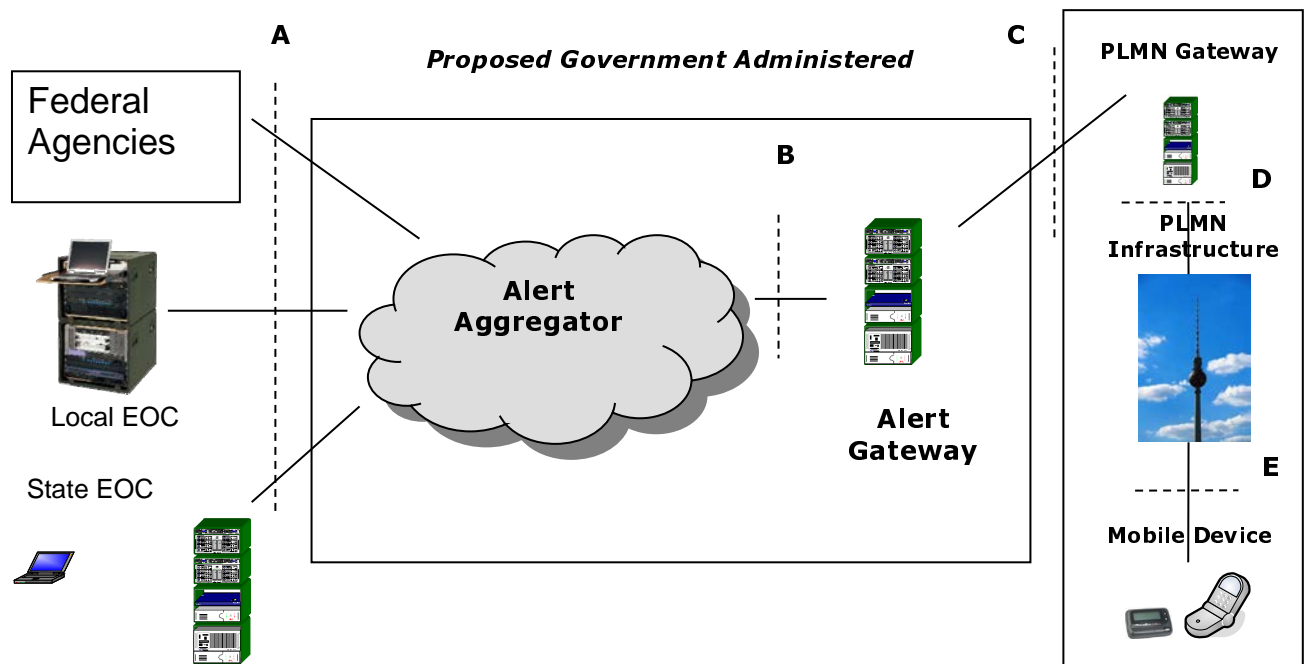 A
Proposed Government Administered
C
PLMN Gateway
Federal
Agencies
B
D
PLMN
Infrastructure
Alert
Aggregator
Local EOC
Alert
Gateway
E
State EOC
Mobile Device